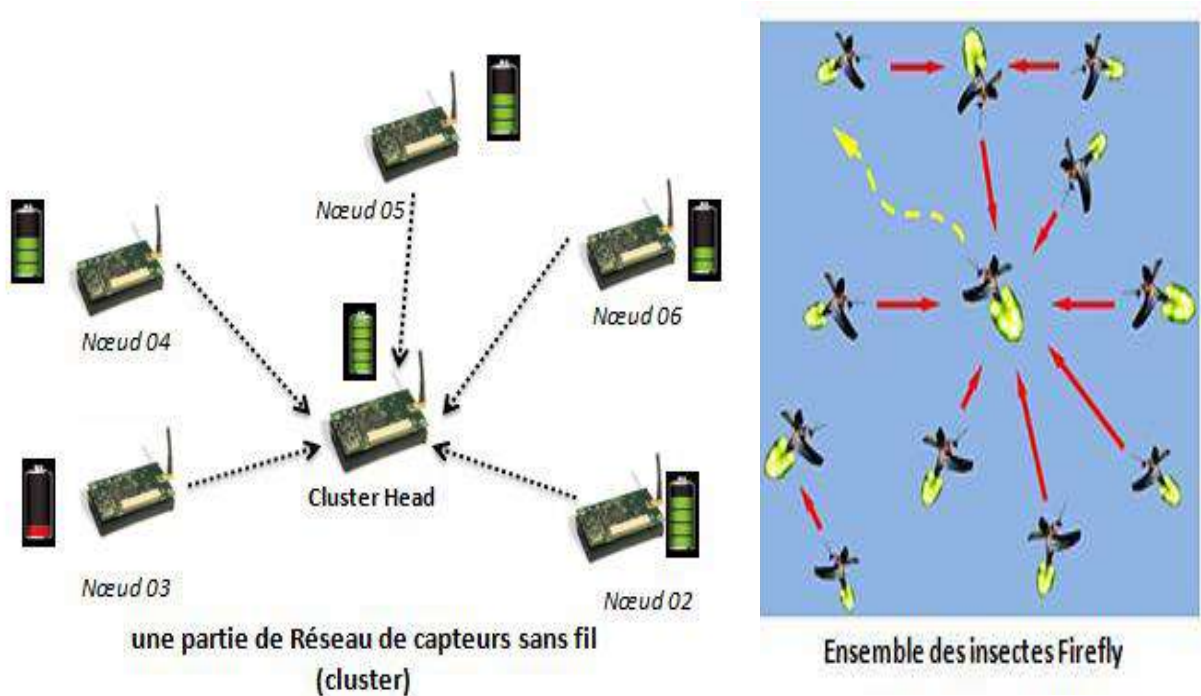 Nœud 05
Nœud 04
Nœud 06
Cluster Head
Nœud 03
Nœud 02
une partie de Réseau de capteurs sans fil
(cluster)
Ensemble des insectes Firefly